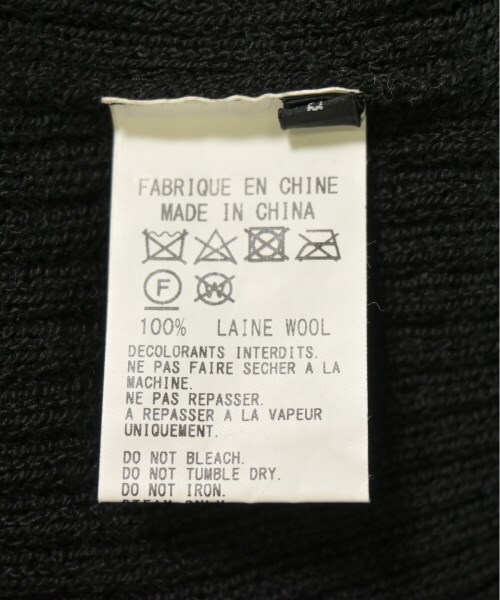 FABRIQUE EN CHINE
MADE IN CHINA
F
W
100% LAINE WOOL
DECOLORANTS INTERDITS.
NE PAS FAIRE SECHER A LA
MACHINE.
NE PAS REPASSER.
A REPASSER A LA VAPEUR
UNIQUEMENT.
DO NOT BLEACH.
DO NOT TUMBLE DRY.
DO NOT IRON.